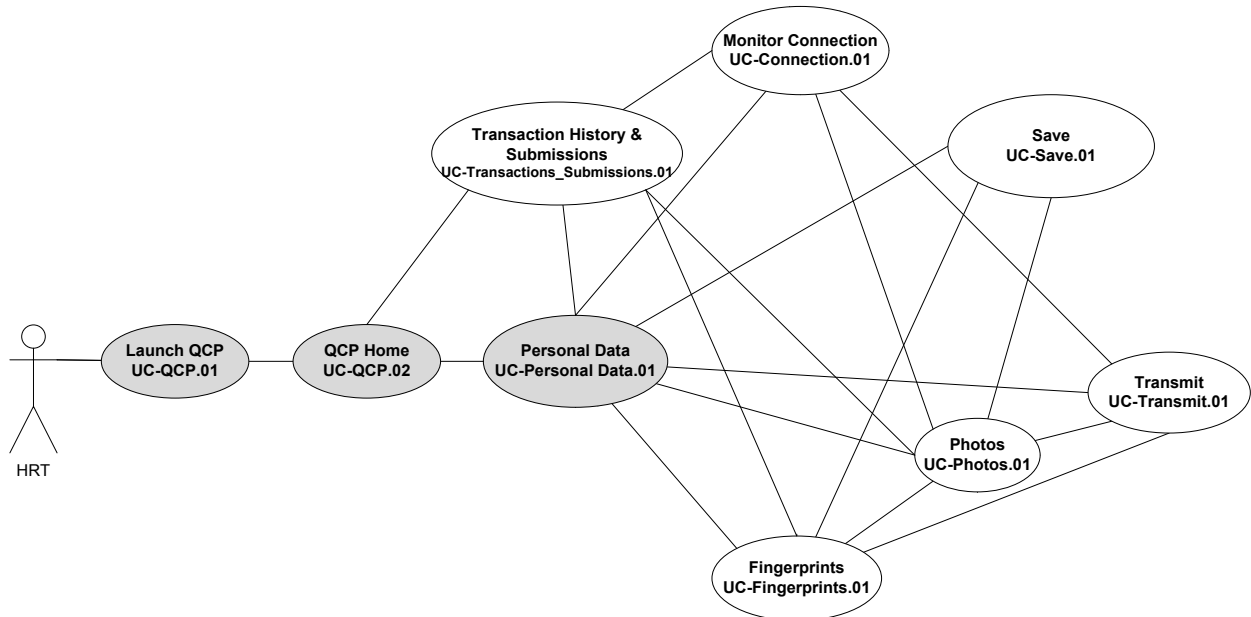 Monitor Connection
UC-Connection.01
Transaction History &
Submissions
UC-Transactions_Submissions.01
Save
UC-Save.01
Launch QCP
UC-QCP.01
QCP Home
UC-QCP.02
Personal Data
UC-Personal Data.01
Transmit
UC-Transmit.01
Photos
UC-Photos.01
HRT
Fingerprints
UC-Fingerprints.01